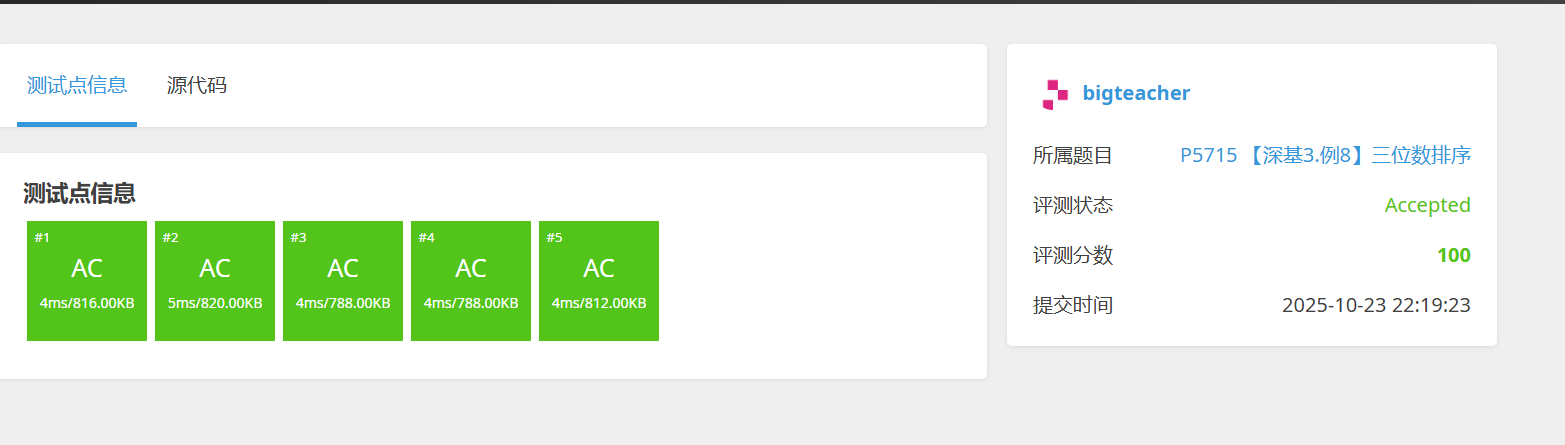 测试点信息 源代码
测试点信息
#1 #2 #3 #4 #5
AC AC AC AC AC
4ms/816.00KB 5ms/820.00KB 4ms/788.00KB 4ms/788.00KB 4ms/812.00KB
bigteacher
所属题目 P5715 【深基3.例8】三位数排序
评测状态 Accepted
评测分数 100
提交时间 2025-10-23 22:19:23